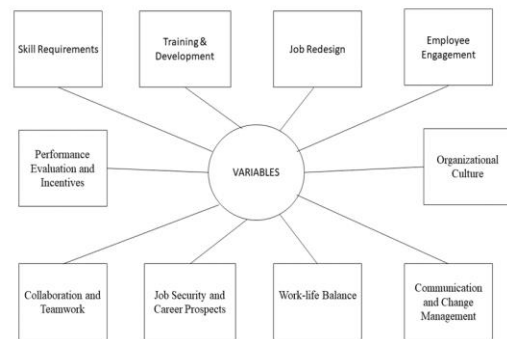 Skill Requirements
Training &
Development
Job Redesign
Employee
Engagement
Performance
Evaluation and
Incentives
VARIABLES
Organizational
Culture
Collaboration and
Teamwork
Job Security and
Career Prospects
Work-life Balance
Communication
and Change
Management